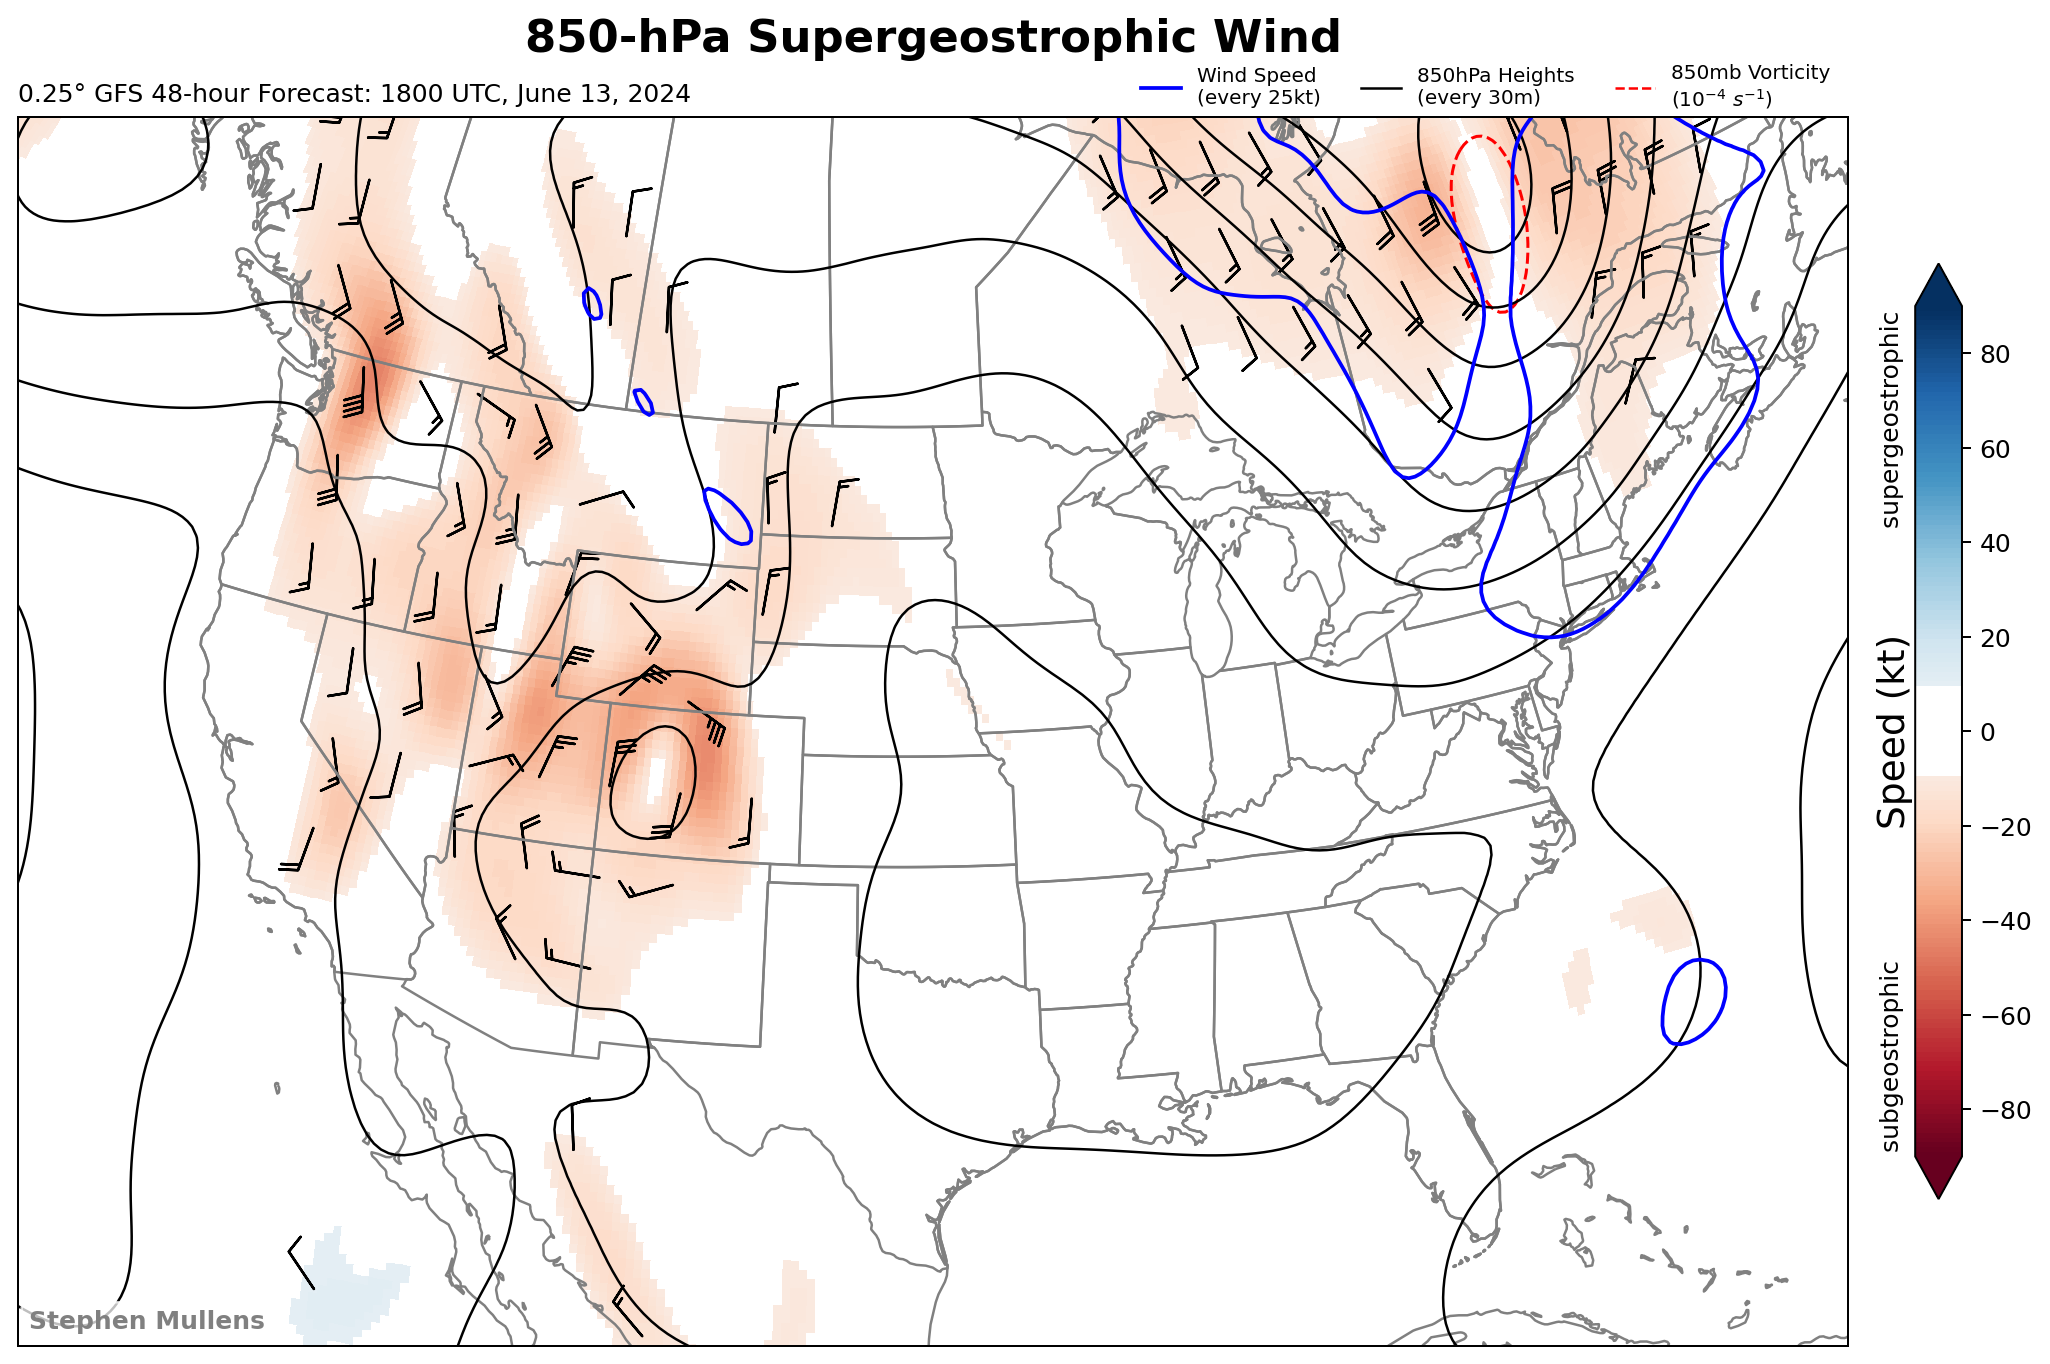 850-hPa Supergeostrophic Wind
0.25° GFS 48-hour Forecast: 1800 UTC, June 13, 2024
Wind Speed
(every 25kt)
850hPa Heights
(every 30m)
850mb Vorticity
(10⁻⁴ s⁻¹)
supergeostrophic
Speed (kt)
subgeostrophic
80
60
40
20
0
−20
−40
−60
−80
Stephen Mullens